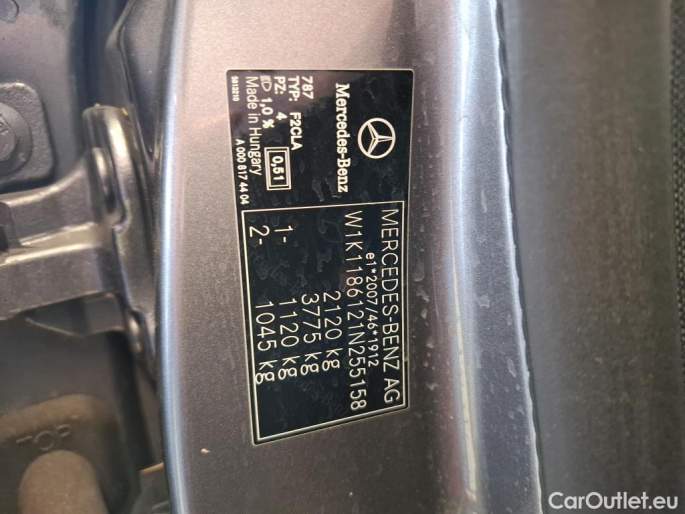 MERCEDES-BENZ AG
e1*2007/46*1912
W1K1186121N255158
2120 kg
3775 kg
1- 1120 kg
2- 1045 kg
Mercedes-Benz
787
TYP: F2CLA
PZ: 4 0,51
1,0 %
Made in Hungary
A 000 817 44 04
5613210
TOP
CarOutlet.eu